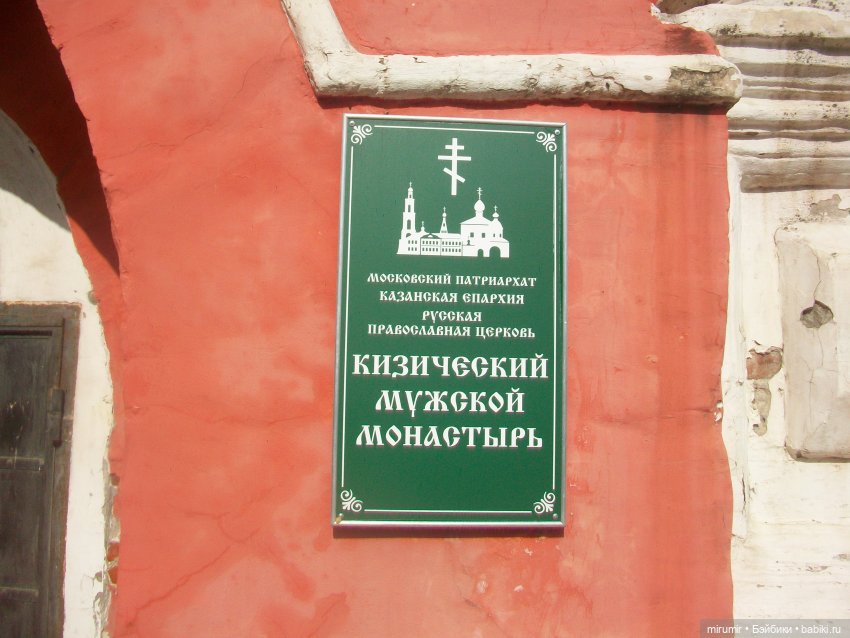 МОСКОВСКИЙ ПАТРИАРХАТ
КАЗАНСКАЯ ЕПАРХИЯ
РУССКАЯ
ПРАВОСЛАВНАЯ ЦЕРКОВЬ
КИЗИЧЕСКИЙ
МУЖСКОЙ
МОНАСТЫРЬ
mirumir • Бэйбики • babiki.ru